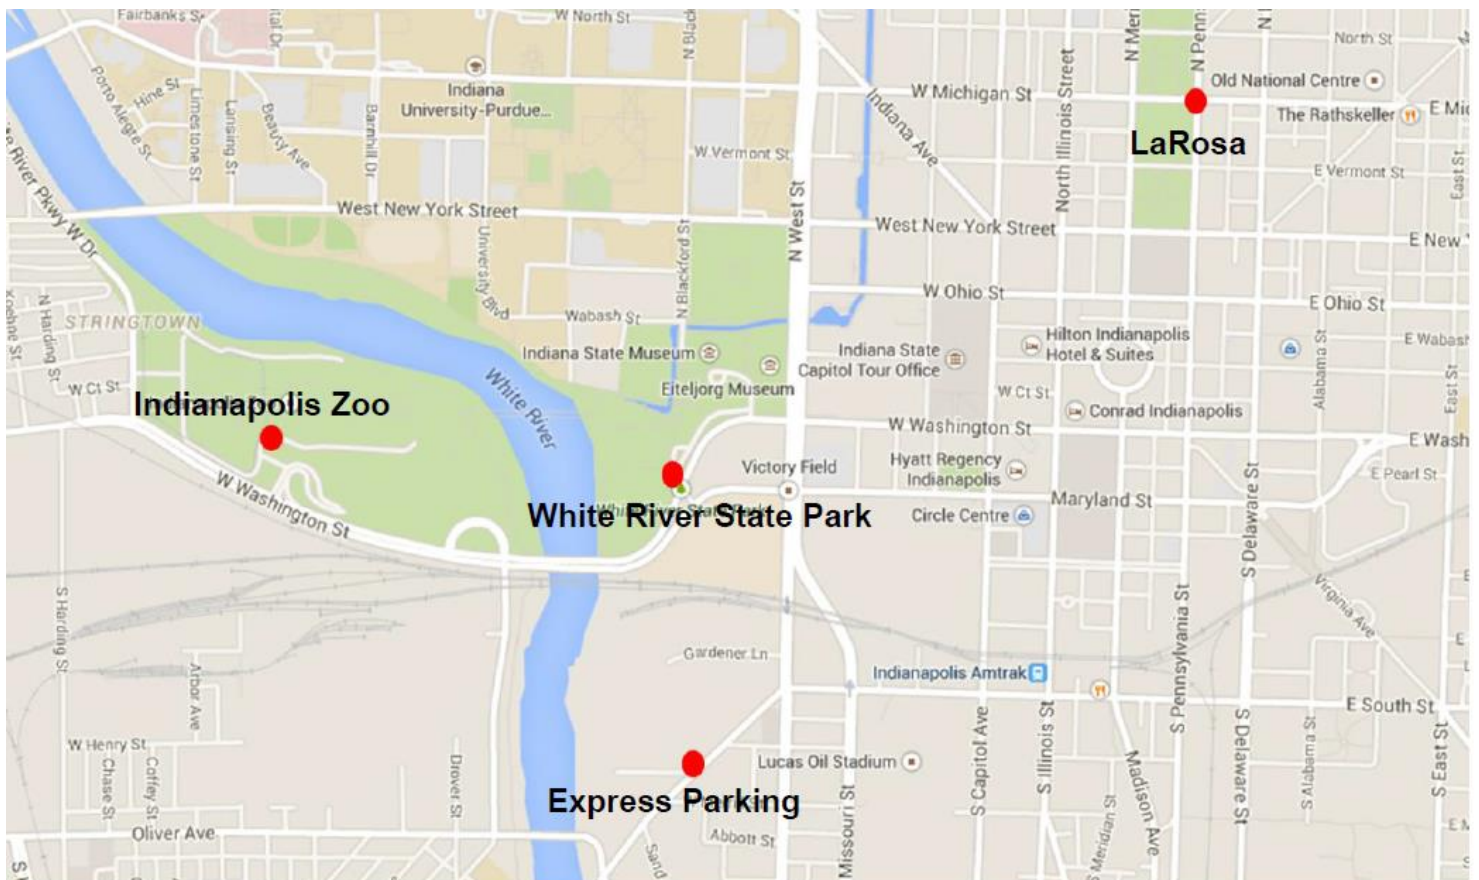 Fairbanks St
W North St
N Black
N Meri
N Penn
North St
Porto Alegre St
Hine St
Limestone St
Lansing St
Beauty Ave
Barnhill Dr
Indiana
University-Purdue...
W Michigan St
Indiana Ave
North Illinois Street
Old National Centre
The Rathskeller
E Mic
LaRosa
W Vermont St
E Vermont St
East St
River Pkwy W Dr
West New York Street
West New York Street
E New
University Blvd
N Blackford St
N West St
W Ohio St
E Ohio St
Wabash St
E Wabash
STRINGTOWN
N Harding St
Koehne St
Indiana State Museum
Eiteljorg Museum
Indiana State
Capitol Tour Office
Hilton Indianapolis
Hotel & Suites
Alabama St
East St
W Ct St
W Ct St
Indianapolis Zoo
White River
Conrad Indianapolis
W Washington St
E Wash
W Washington St
Victory Field
Hyatt Regency
Indianapolis
E Pearl St
White River State Park
Maryland St
Circle Centre
S Delaware St
S Harding St
Virginia Ave
S Pennsylvania St
Gardener Ln
Indianapolis Amtrak
Arbor Ave
E South St
W Henry St
Chase St
Coffey St
Drover St
Lucas Oil Stadium
Missouri St
S Capitol Ave
S Illinois St
Madison Ave
S Delaware St
S Alabama St
S East St
Express Parking
Oliver Ave
Abbott St
Sand
S Meridian St